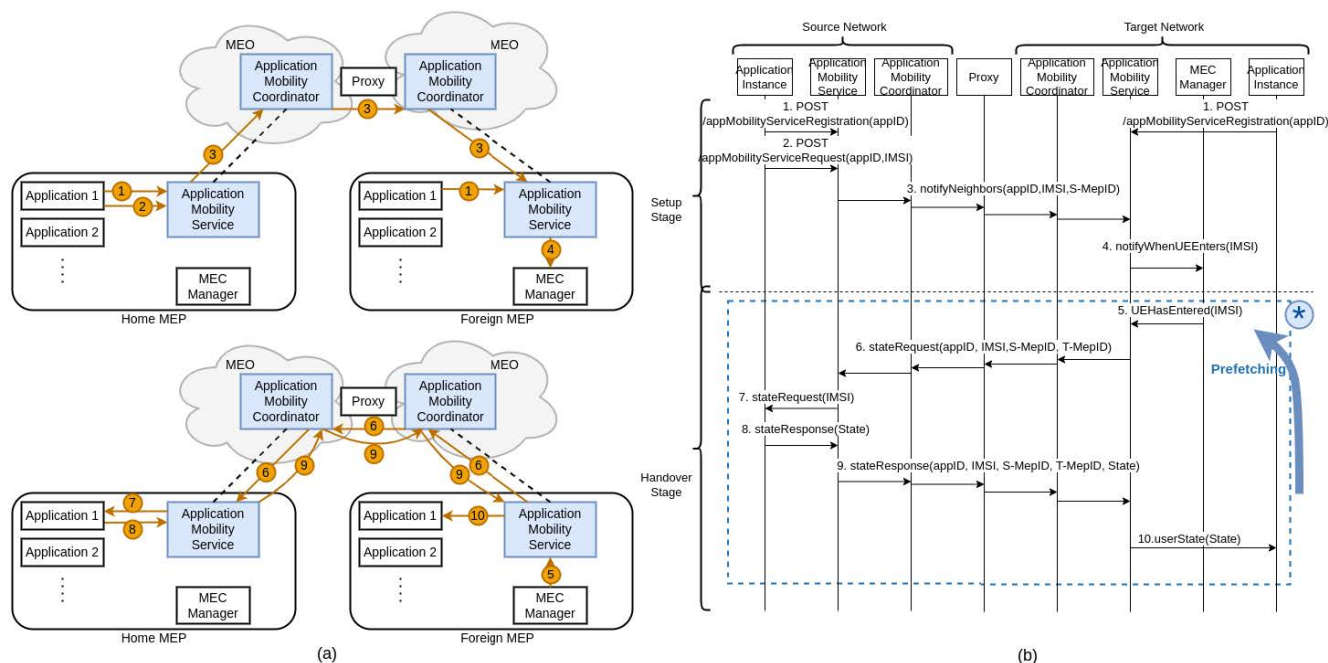 MEO
Application
Mobility
Coordinator
Proxy
MEO
Application
Mobility
Coordinator
3
3
3
Application 1
1
2
Application
Mobility
Service
Application 2
MEC
Manager
Home MEP
Application 1
1
Application
Mobility
Service
Application 2
4
MEC
Manager
Foreign MEP
MEO
Application
Mobility
Coordinator
Proxy
MEO
Application
Mobility
Coordinator
6
9
6
9
9
6
Application 1
7
8
Application
Mobility
Service
Application 2
MEC
Manager
Home MEP
Application 1
10
Application
Mobility
Service
Application 2
5
MEC
Manager
Foreign MEP
(a)
Source Network
Target Network
Application
Instance
Application
Mobility
Service
Application
Mobility
Coordinator
Proxy
Application
Mobility
Coordinator
Application
Mobility
Service
MEC
Manager
Application
Instance
Setup
Stage
1. POST
/appMobilityServiceRegistration(appID)
1. POST
/appMobilityServiceRegistration(appID)
2. POST
/appMobilityServiceRequest(appID,IMSI)
3. notifyNeighbors(appID,IMSI,S-MepID)
4. notifyWhenUEEnters(IMSI)
Handover
Stage
5. UEHasEntered(IMSI)
*
6. stateRequest(appID, IMSI,S-MepID, T-MepID)
Prefetching
7. stateRequest(IMSI)
8. stateResponse(State)
9. stateResponse(appID, IMSI, S-MepID, T-MepID, State)
10.userState(State)
(b)